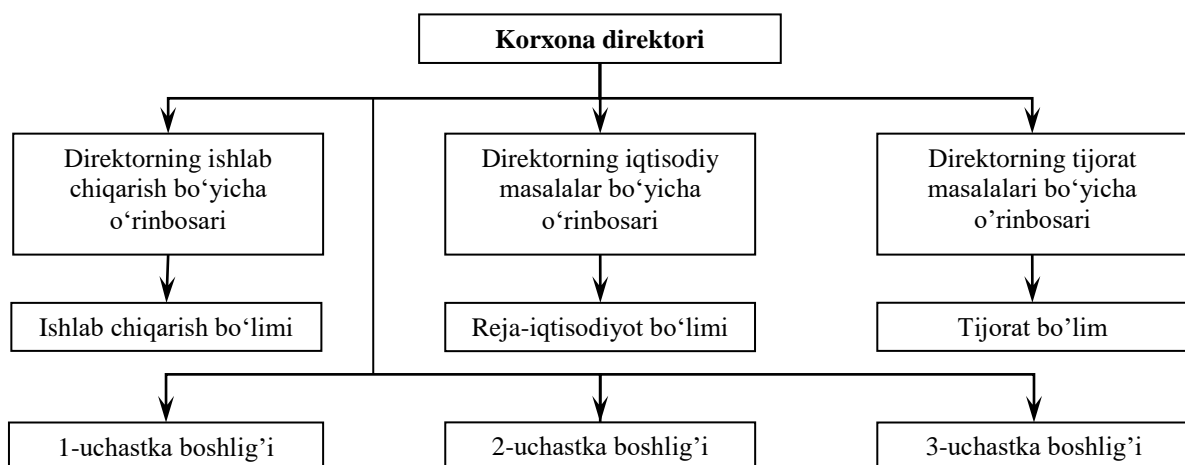 Korxona direktori
Direktorning ishlab
chiqarish bo‘yicha
o‘rinbosari
Direktorning iqtisodiy
masalalar bo‘yicha
o‘rinbosari
Direktorning tijorat
masalalari bo‘yicha
o’rinbosari
Ishlab chiqarish bo‘limi
Reja-iqtisodiyot bo‘limi
Tijorat bo’lim
1-uchastka boshlig’i
2-uchastka boshlig’i
3-uchastka boshlig’i